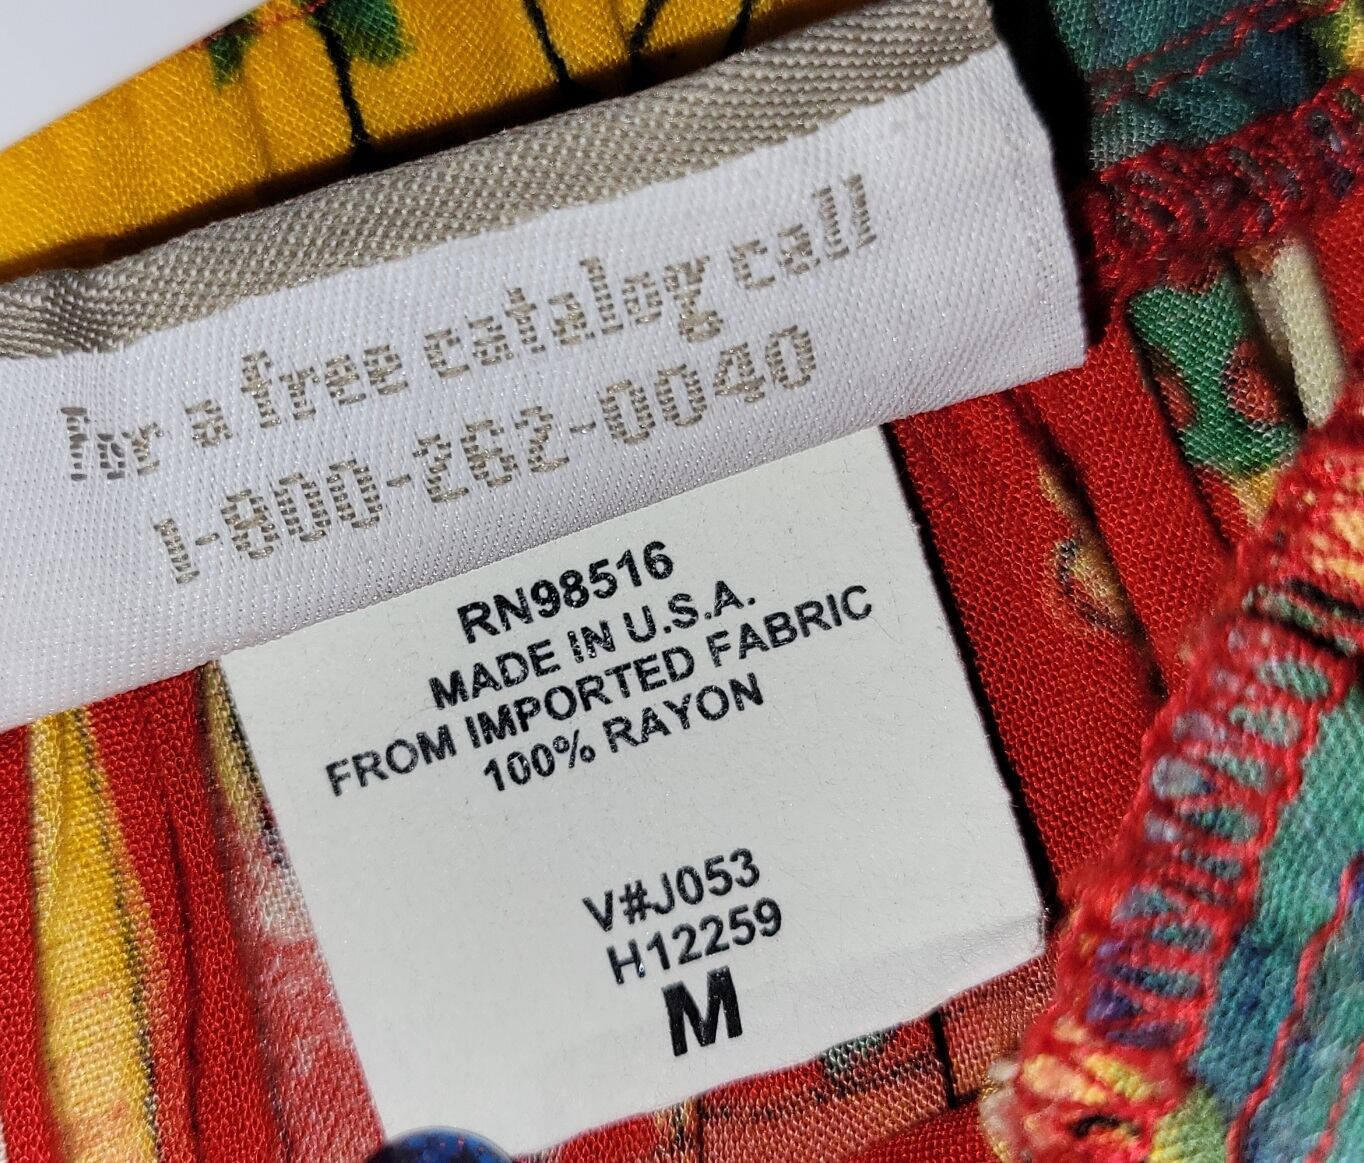 for a free catalog call
1-800-262-0040
RN98516
MADE IN U.S.A.
FROM IMPORTED FABRIC
100% RAYON
V#J053
H12259
M